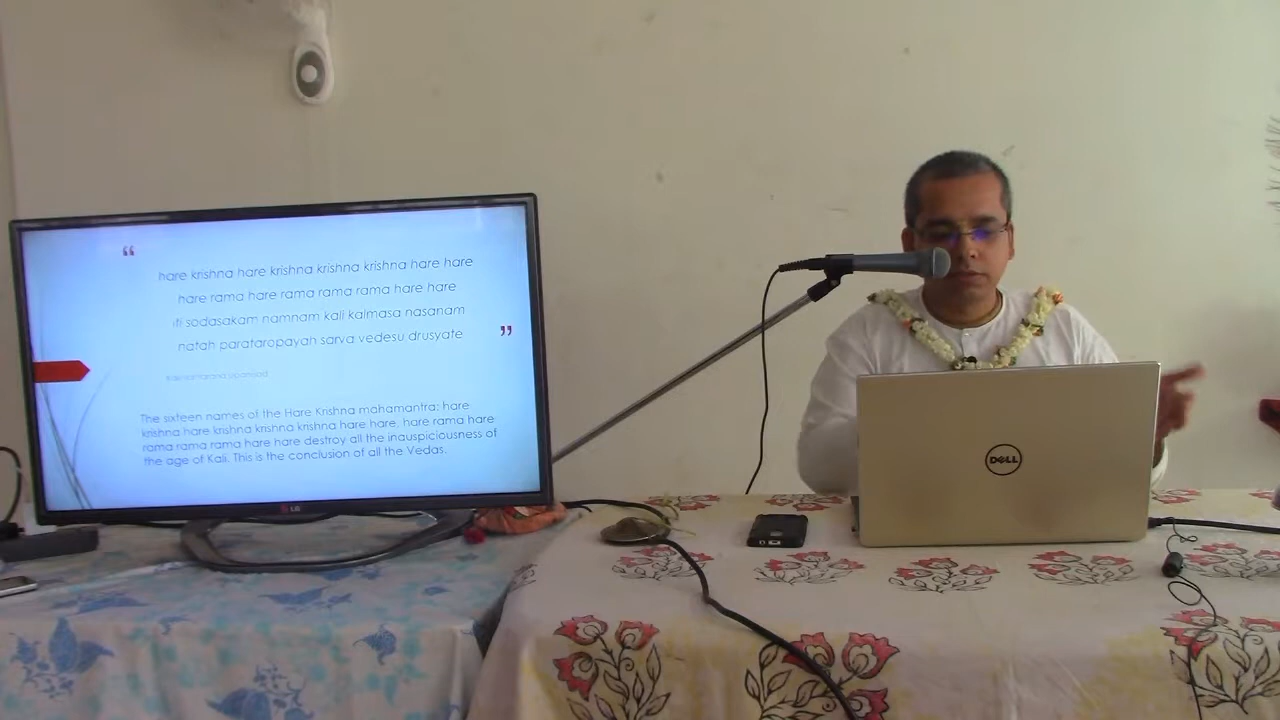 “
hare krishna hare krishna krishna krishna hare hare
hare rama hare rama rama rama hare hare
iti sodasakam namnam kali kalmasa nasanam
natah parataropayah sarva vedesu drusyate
”
The sixteen names of the Hare Krishna mahamantra: hare
krishna hare krishna krishna krishna hare hare, hare rama hare
rama rama rama hare hare destroy all the inauspiciousness of
the age of Kali. This is the conclusion of all the Vedas.
LG
DELL